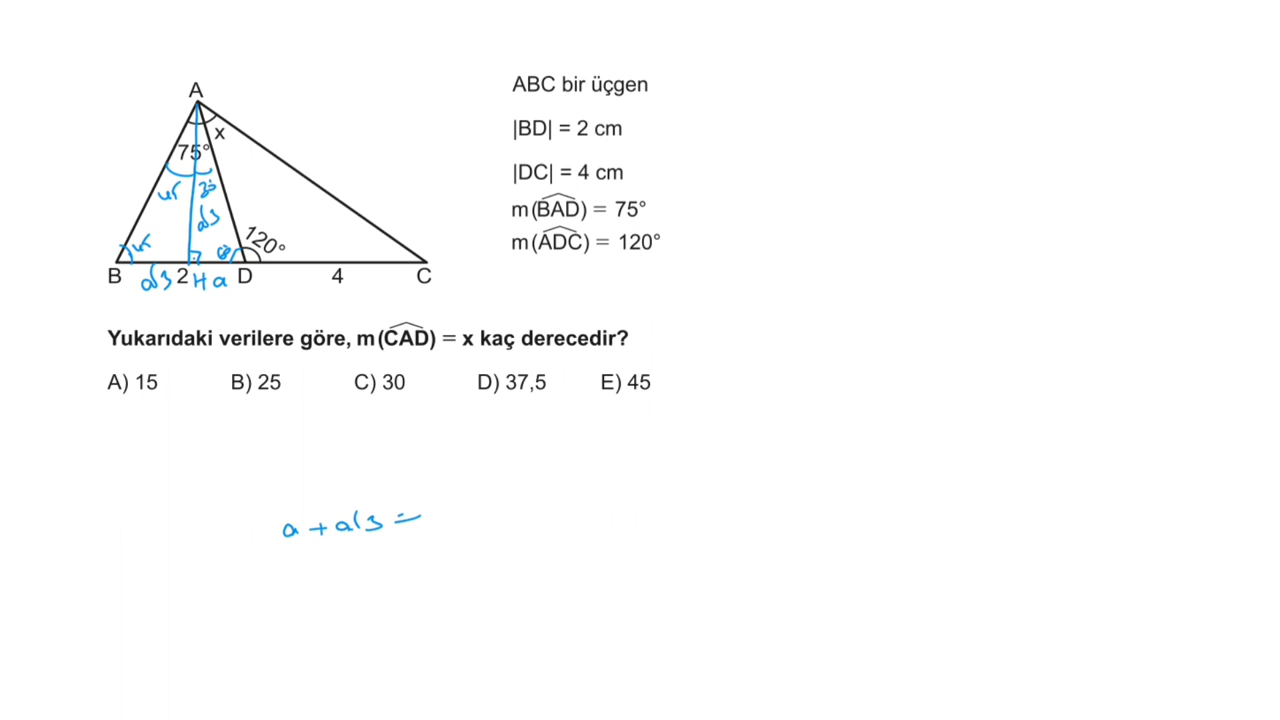 A
x
75°
45 30
a√3
45 60 120°
B 2 D 4 C
a√3 H a
ABC bir üçgen
|BD| = 2 cm
|DC| = 4 cm
m(BAD) = 75°
m(ADC) = 120°
Yukarıdaki verilere göre, m(CAD) = x kaç derecedir?
A) 15 B) 25 C) 30 D) 37,5 E) 45
a + a√3 =